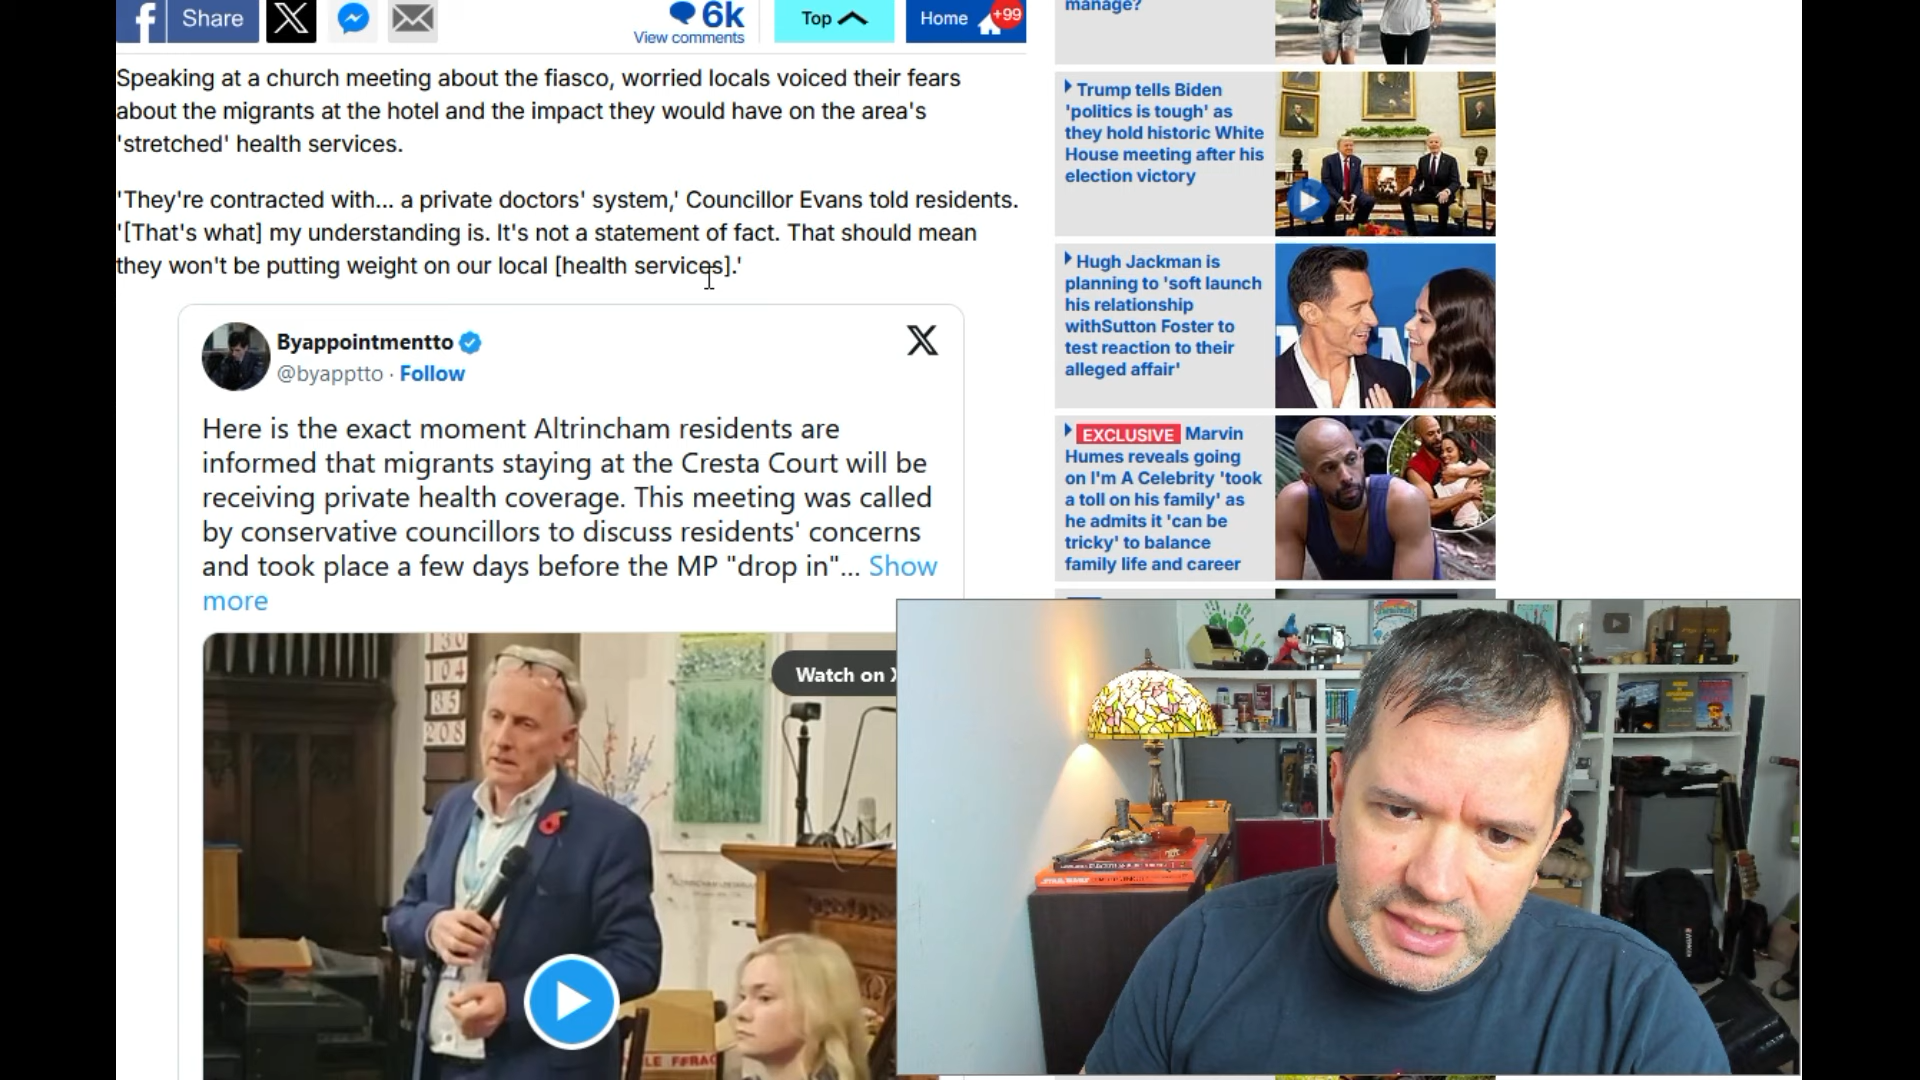 Share
6k
View comments
Top
Home
+99
Speaking at a church meeting about the fiasco, worried locals voiced their fears
about the migrants at the hotel and the impact they would have on the area's
'stretched' health services.
'They're contracted with... a private doctors' system,' Councillor Evans told residents.
'[That's what] my understanding is. It's not a statement of fact. That should mean
they won't be putting weight on our local [health services].'
Byappointmentto
@byapptto · Follow
Here is the exact moment Altrincham residents are
informed that migrants staying at the Cresta Court will be
receiving private health coverage. This meeting was called
by conservative councillors to discuss residents' concerns
and took place a few days before the MP "drop in"... Show
more
Watch on X
104
35
208
manage?
Trump tells Biden
'politics is tough' as
they hold historic White
House meeting after his
election victory
Hugh Jackman is
planning to 'soft launch
his relationship
withSutton Foster to
test reaction to their
alleged affair'
EXCLUSIVE Marvin
Humes reveals going
on I'm A Celebrity 'took
a toll on his family' as
he admits it 'can be
tricky' to balance
family life and career
STAR WARS